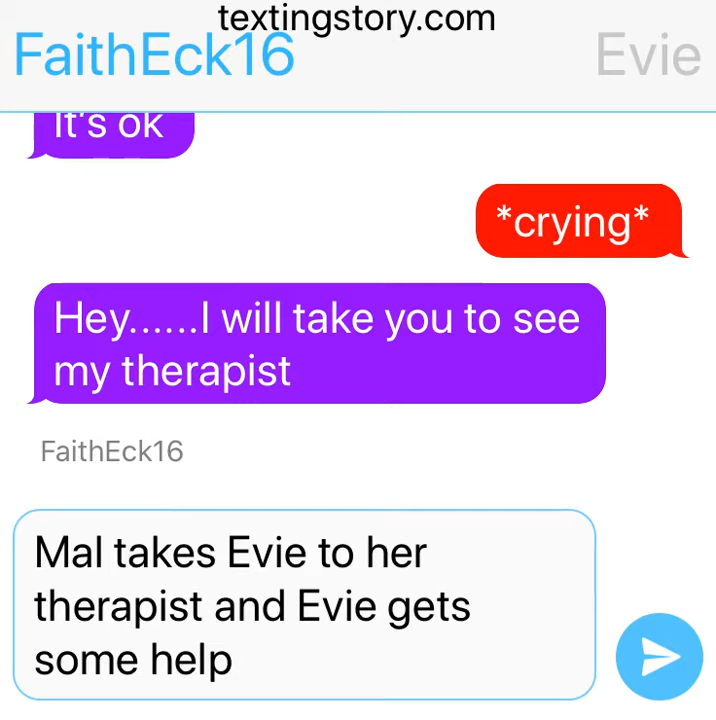 textingstory.com
FaithEck16 Evie
It's ok
*crying*
Hey......I will take you to see
my therapist
FaithEck16
Mal takes Evie to her
therapist and Evie gets
some help